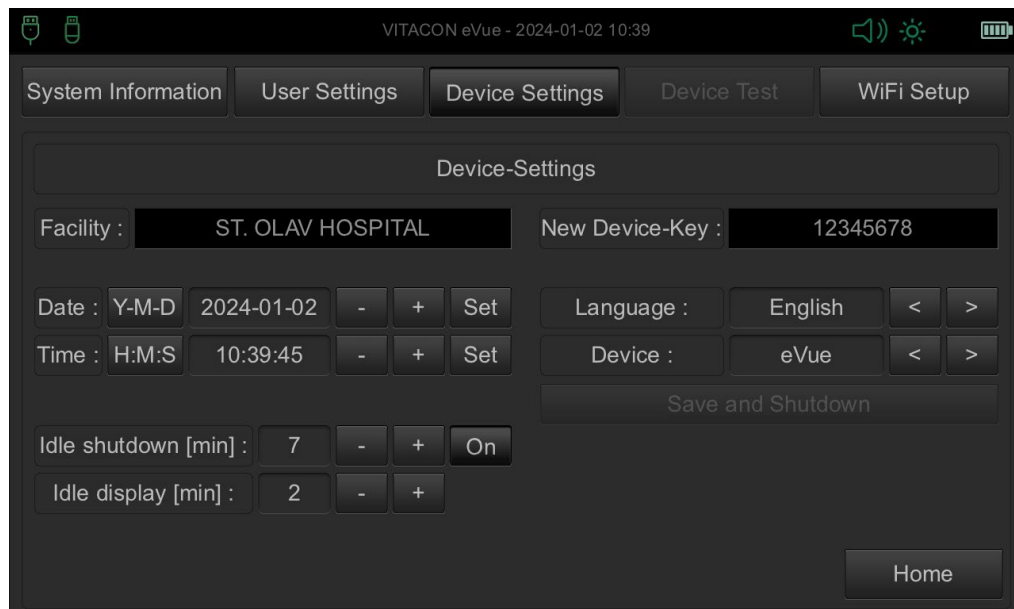 VITACON eVue - 2024-01-02 10:39
System Information User Settings Device Settings Device Test WiFi Setup
Device-Settings
Facility : ST. OLAV HOSPITAL New Device-Key : 12345678
Date : Y-M-D 2024-01-02 - + Set Language : English < >
Time : H:M:S 10:39:45 - + Set Device : eVue < >
Save and Shutdown
Idle shutdown [min] : 7 - + On
Idle display [min] : 2 - +
Home